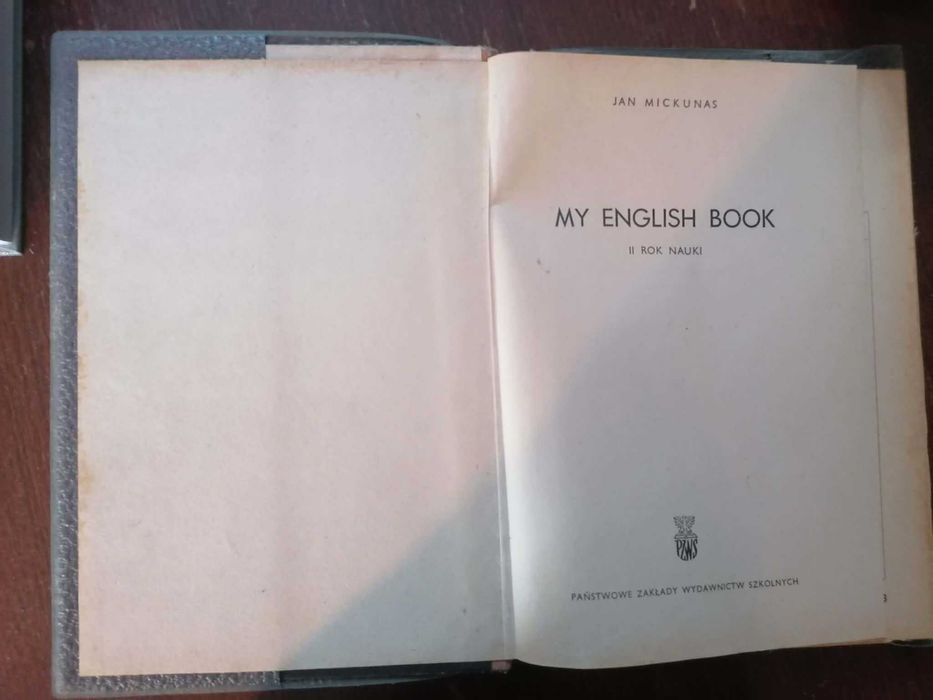 JAN MICKUNAS
MY ENGLISH BOOK
II ROK NAUKI
PZWS
PAŃSTWOWE ZAKŁADY WYDAWNICTW SZKOLNYCH
3